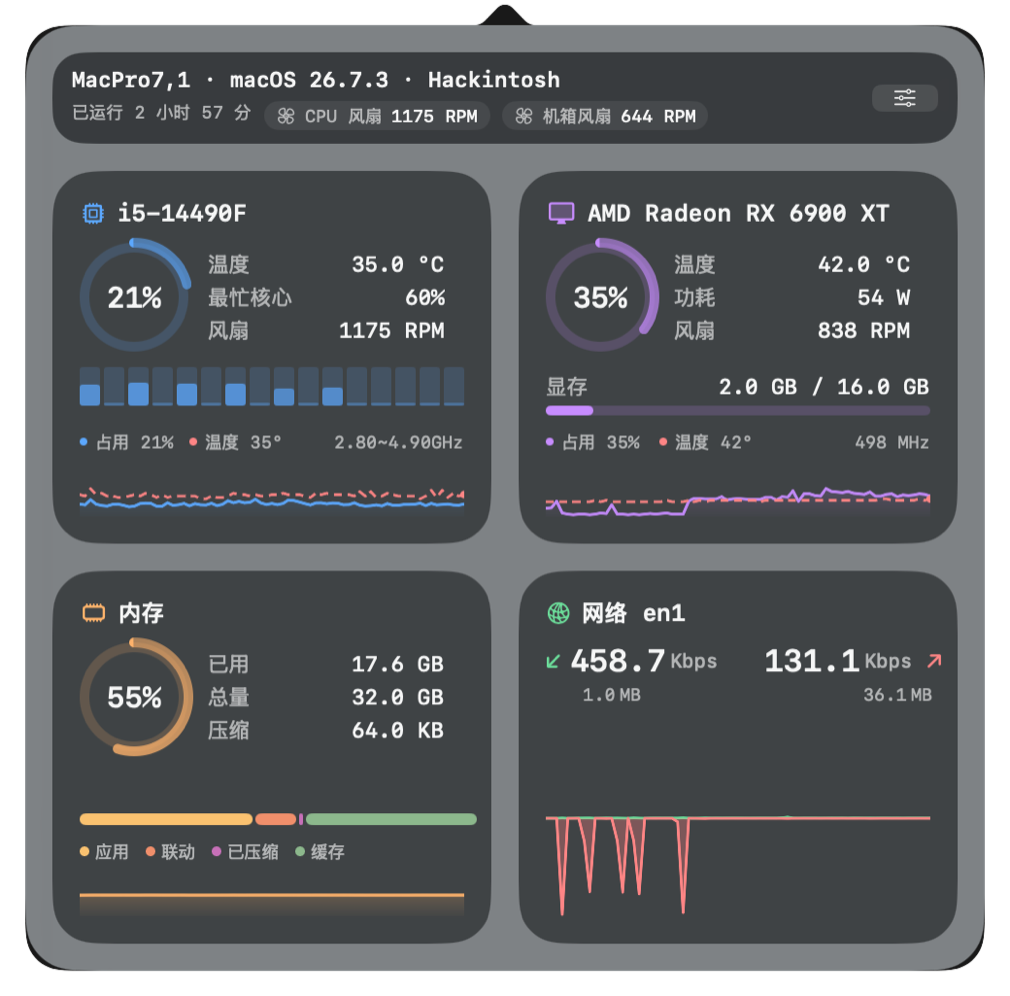 MacPro7,1 · macOS 26.7.3 · Hackintosh
已运行 2 小时 57 分 CPU 风扇 1175 RPM 机箱风扇 644 RPM
i5-14490F
21%
温度 35.0 °C
最忙核心 60%
风扇 1175 RPM
占用 21% 温度 35° 2.80~4.90GHz
AMD Radeon RX 6900 XT
35%
温度 42.0 °C
功耗 54 W
风扇 838 RPM
显存 2.0 GB / 16.0 GB
占用 35% 温度 42° 498 MHz
内存
55%
已用 17.6 GB
总量 32.0 GB
压缩 64.0 KB
应用 联动 已压缩 缓存
网络 en1
458.7 Kbps 131.1 Kbps
1.0 MB 36.1 MB